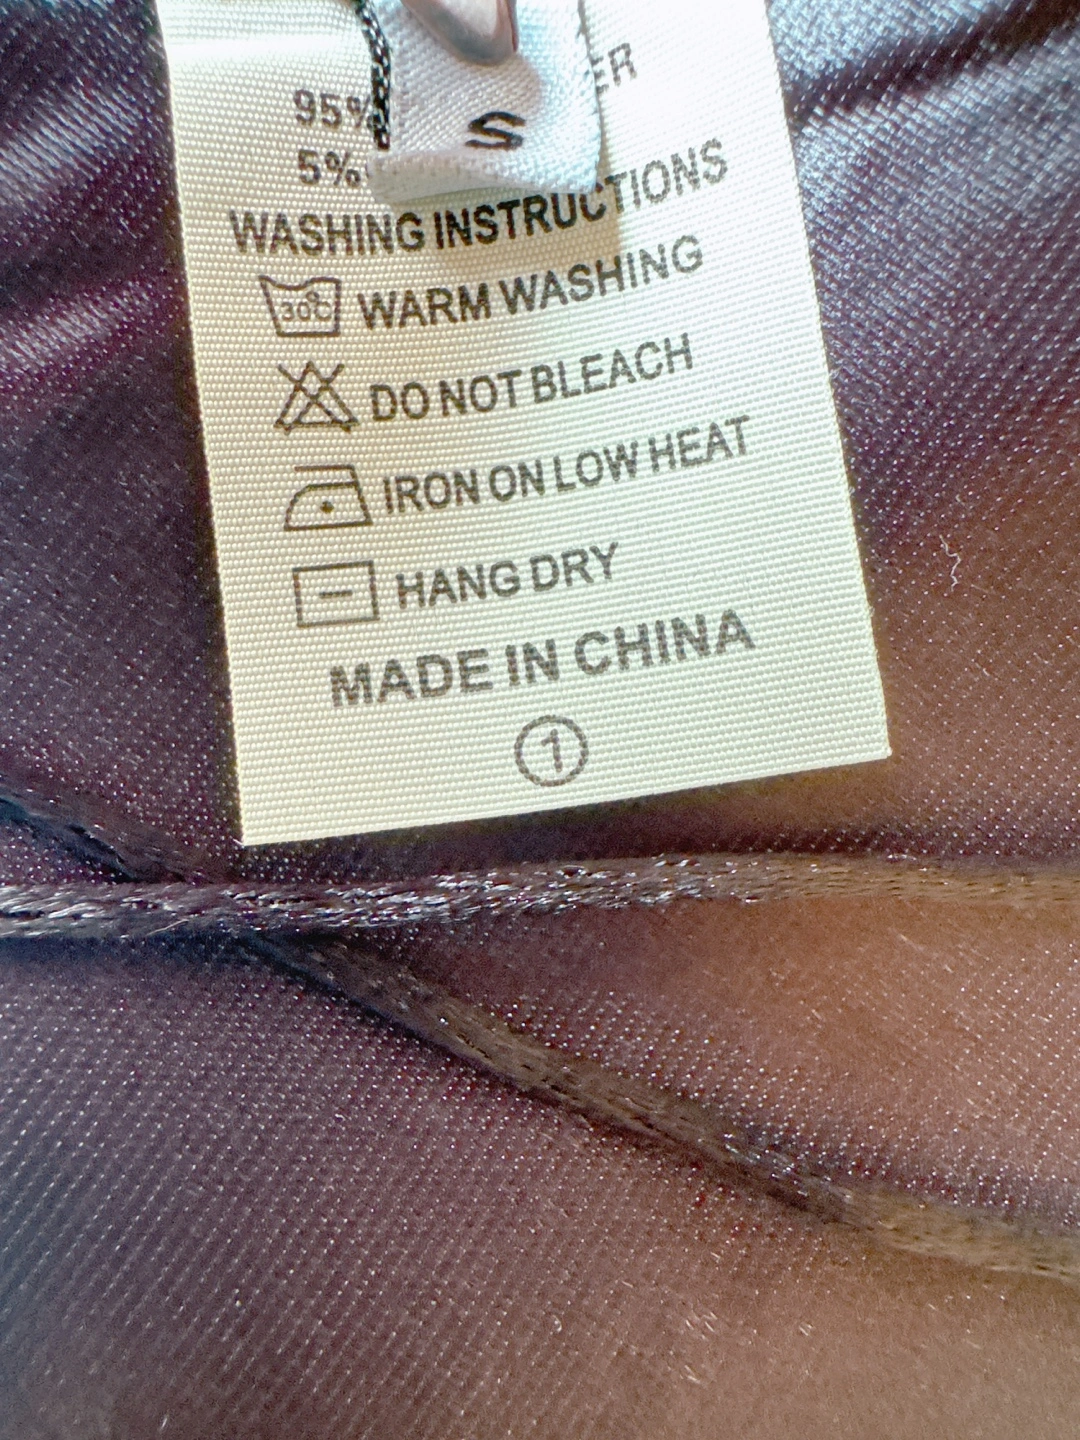 95%
5%
S
WASHING INSTRUCTIONS
30°C WARM WASHING
DO NOT BLEACH
IRON ON LOW HEAT
HANG DRY
MADE IN CHINA
1